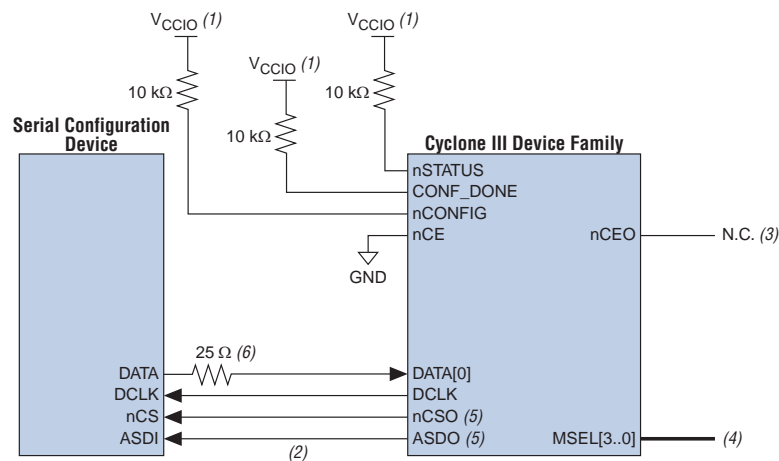 VCCIO (1)
VCCIO (1)
VCCIO (1)
10 kΩ
10 kΩ
10 kΩ
Serial Configuration
Device
Cyclone III Device Family
nSTATUS
CONF_DONE
nCONFIG
nCE
nCEO
N.C. (3)
GND
25 Ω (6)
DATA
DATA[0]
DCLK
DCLK
nCS
nCSO (5)
ASDI
(2)
ASDO (5)
MSEL[3..0]
(4)